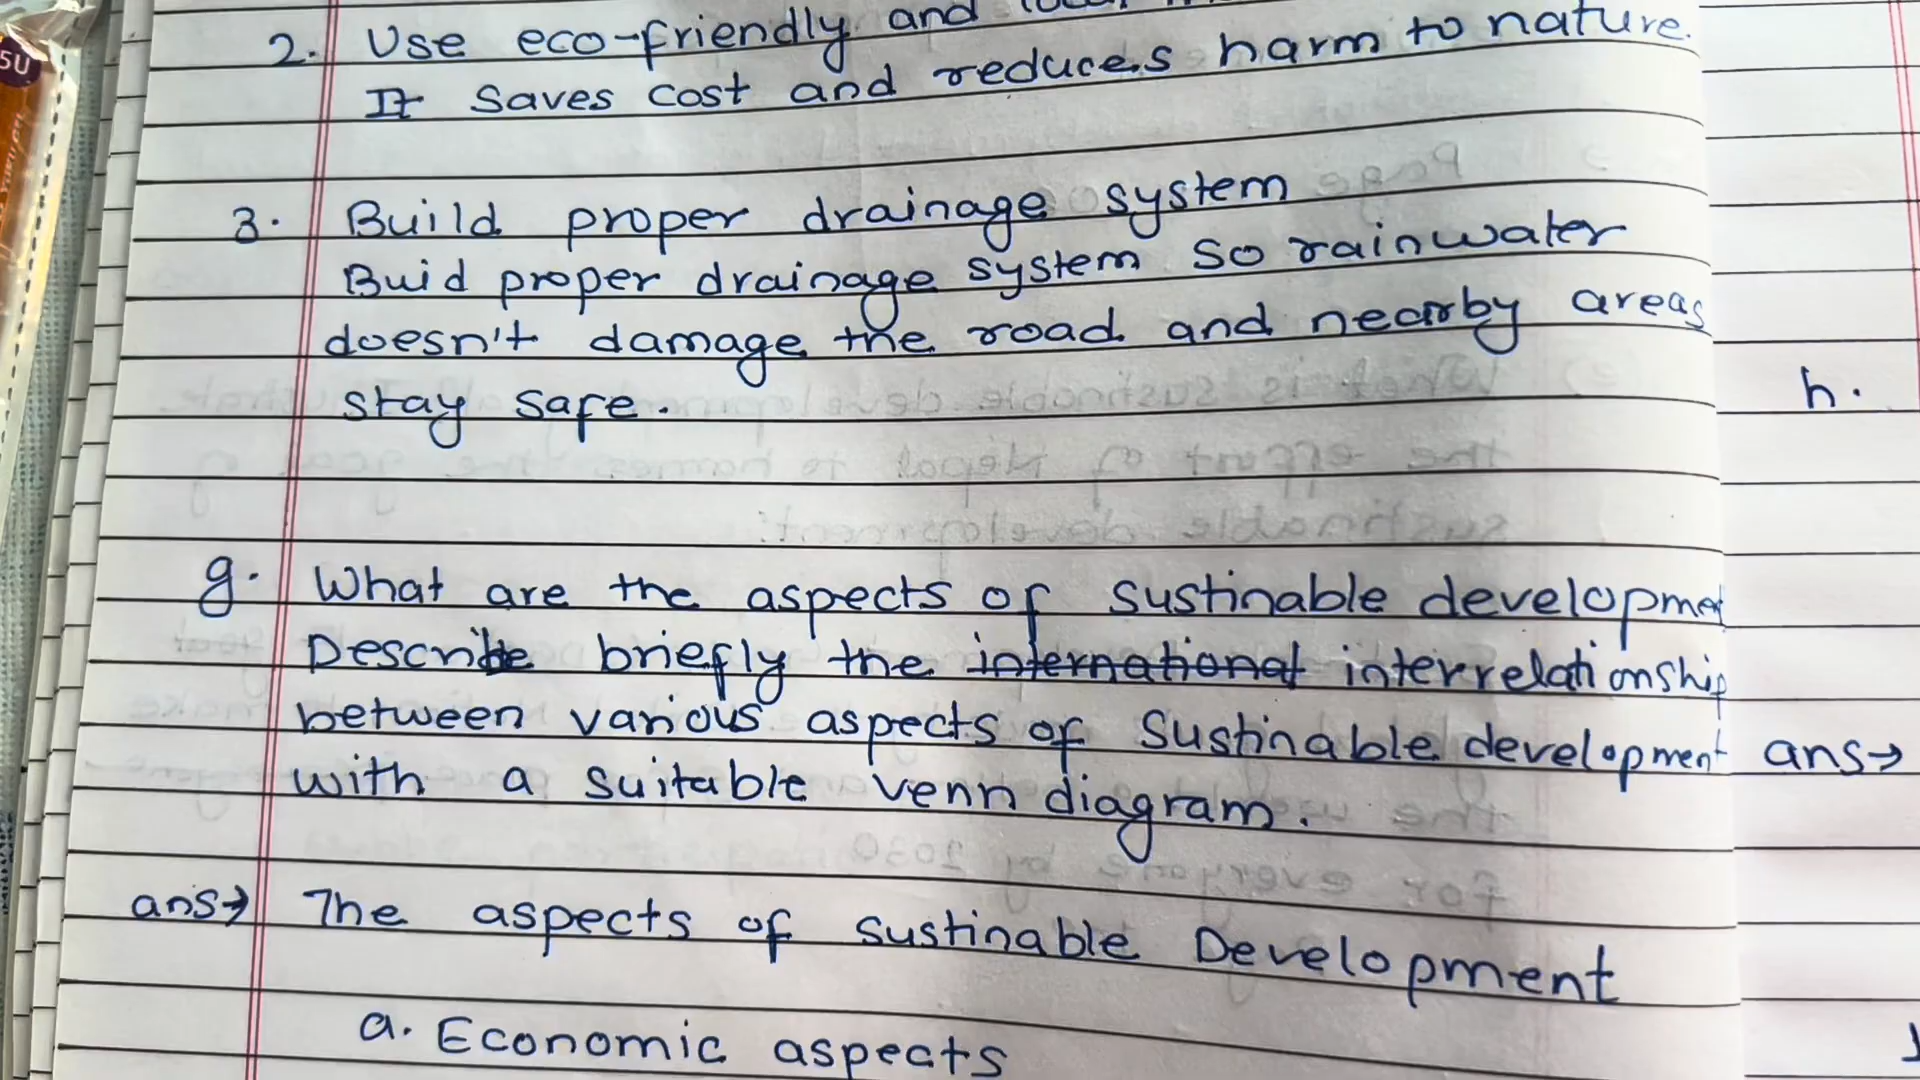 2. Use eco-friendly and
It saves cost and reduces harm to nature.
3. Build proper drainage system
Buid proper drainage system so rainwater
doesn't damage the road and nearby areas
stay safe.
h.
g. What are the aspects of sustinable developmet
Describe briefly the international interrelationship
between various aspects of sustinable development
with a suitable venn diagram.
ans→
ans→ The aspects of sustinable Development
a. Economic aspects
SU